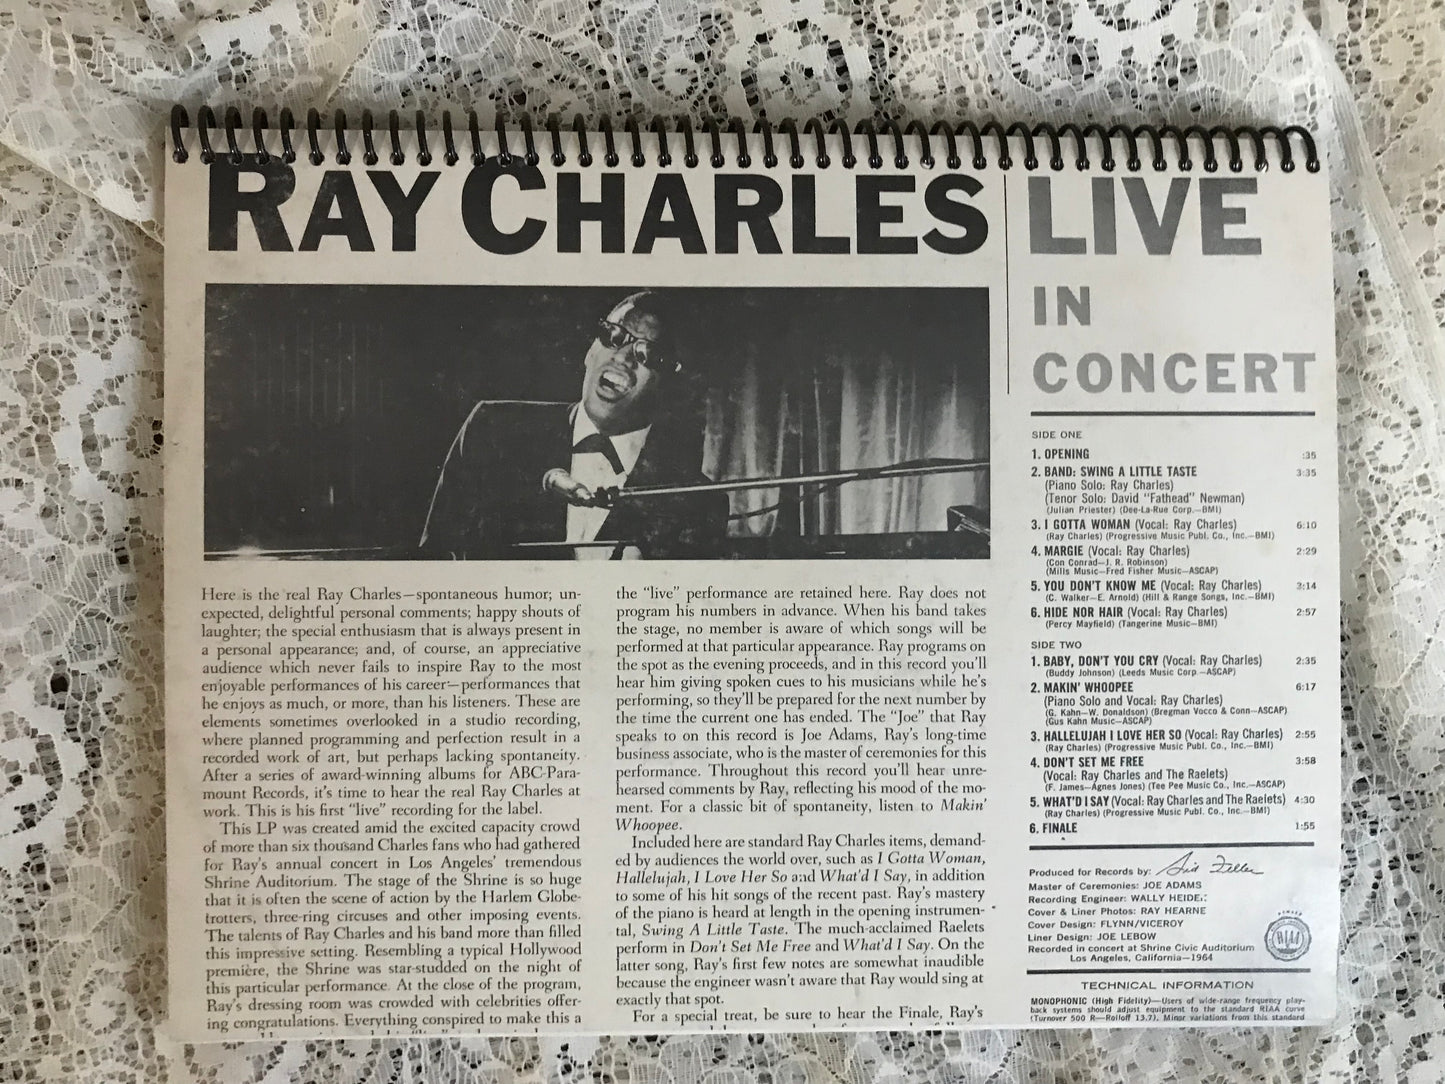 RAY CHARLES
LIVE
IN
CONCERT
Here is the real Ray Charles—spontaneous humor; un-
expected, delightful personal comments; happy shouts of
laughter; the special enthusiasm that is always present in
a personal appearance; and, of course, an appreciative
audience which never fails to inspire Ray to the most
enjoyable performances of his career—performances that
he enjoys as much, or more, than his listeners. These are
elements sometimes overlooked in a studio recording,
where planned programming and perfection result in a
recorded work of art, but perhaps lacking spontaneity.
After a series of award-winning albums for ABC-Para-
mount Records, it's time to hear the real Ray Charles at
work. This is his first "live" recording for the label.
This LP was created amid the excited capacity crowd
of more than six thousand Charles fans who had gathered
for Ray's annual concert in Los Angeles' tremendous
Shrine Auditorium. The stage of the Shrine is so huge
that it is often the scene of action by the Harlem Globe-
trotters, three-ring circuses and other imposing events.
The talents of Ray Charles and his band more than filled
this impressive setting. Resembling a typical Hollywood
première, the Shrine was star-studded on the night of
this particular performance. At the close of the program,
Ray's dressing room was crowded with celebrities offer-
ing congratulations. Everything conspired to make this a
the "live" performance are retained here. Ray does not
program his numbers in advance. When his band takes
the stage, no member is aware of which songs will be
performed at that particular appearance. Ray programs on
the spot as the evening proceeds, and in this record you'll
hear him giving spoken cues to his musicians while he's
performing, so they'll be prepared for the next number by
the time the current one has ended. The "Joe" that Ray
speaks to on this record is Joe Adams, Ray's long-time
business associate, who is the master of ceremonies for this
performance. Throughout this record you'll hear unre-
hearsed comments by Ray, reflecting his mood of the mo-
ment. For a classic bit of spontaneity, listen to Makin'
Whoopee.
Included here are standard Ray Charles items, demand-
ed by audiences the world over, such as I Gotta Woman,
Hallelujah, I Love Her So and What'd I Say, in addition
to some of his hit songs of the recent past. Ray's mastery
of the piano is heard at length in the opening instrumen-
tal, Swing A Little Taste. The much-acclaimed Raelets
perform in Don't Set Me Free and What'd I Say. On the
latter song, Ray's first few notes are somewhat inaudible
because the engineer wasn't aware that Ray would sing at
exactly that spot.
For a special treat, be sure to hear the Finale, Ray's
SIDE ONE
1. OPENING :35
2. BAND: SWING A LITTLE TASTE 3:35
(Piano Solo: Ray Charles)
(Tenor Solo: David "Fathead" Newman)
(Julian Priester) (Dee-La-Rue Corp.—BMI)
3. I GOTTA WOMAN (Vocal: Ray Charles) 6:10
(Ray Charles) (Progressive Music Publ. Co., Inc.—BMI)
4. MARGIE (Vocal: Ray Charles) 2:29
(Con Conrad—J. R. Robinson)
(Mills Music—Fred Fisher Music—ASCAP)
5. YOU DON'T KNOW ME (Vocal: Ray Charles) 3:14
(C. Walker—E. Arnold) (Hill & Range Songs, Inc.—BMI)
6. HIDE NOR HAIR (Vocal: Ray Charles) 2:57
(Percy Mayfield) (Tangerine Music—BMI)
SIDE TWO
1. BABY, DON'T YOU CRY (Vocal: Ray Charles) 2:35
(Buddy Johnson) (Leeds Music Corp.—ASCAP)
2. MAKIN' WHOOPEE 6:17
(Piano Solo and Vocal: Ray Charles)
(G. Kahn—W. Donaldson) (Bregman Vocco & Conn—ASCAP)
(Gus Kahn Music—ASCAP)
3. HALLELUJAH I LOVE HER SO (Vocal: Ray Charles) 2:55
(Ray Charles) (Progressive Music Publ. Co., Inc.—BMI)
4. DON'T SET ME FREE 3:58
(Vocal: Ray Charles and The Raelets)
(F. James—Agnes Jones) (Tee Pee Music Co., Inc.—ASCAP)
5. WHAT'D I SAY (Vocal: Ray Charles and The Raelets) 4:30
(Ray Charles) (Progressive Music Publ. Co., Inc.—BMI)
6. FINALE 1:55
Produced for Records by: Sid Feller
Master of Ceremonies: JOE ADAMS
Recording Engineer: WALLY HEIDER
Cover & Liner Photos: RAY HEARNE
Cover Design: FLYNN/VICEROY
Liner Design: JOE LEBOW
Recorded in concert at Shrine Civic Auditorium
Los Angeles, California—1964
RIAA
TECHNICAL INFORMATION
MONOPHONIC (High Fidelity)—Users of wide-range frequency play-
back systems should adjust equipment to the standard RIAA curve
(Turnover 500 R—Rolloff 13.7). Minor variations from this standard